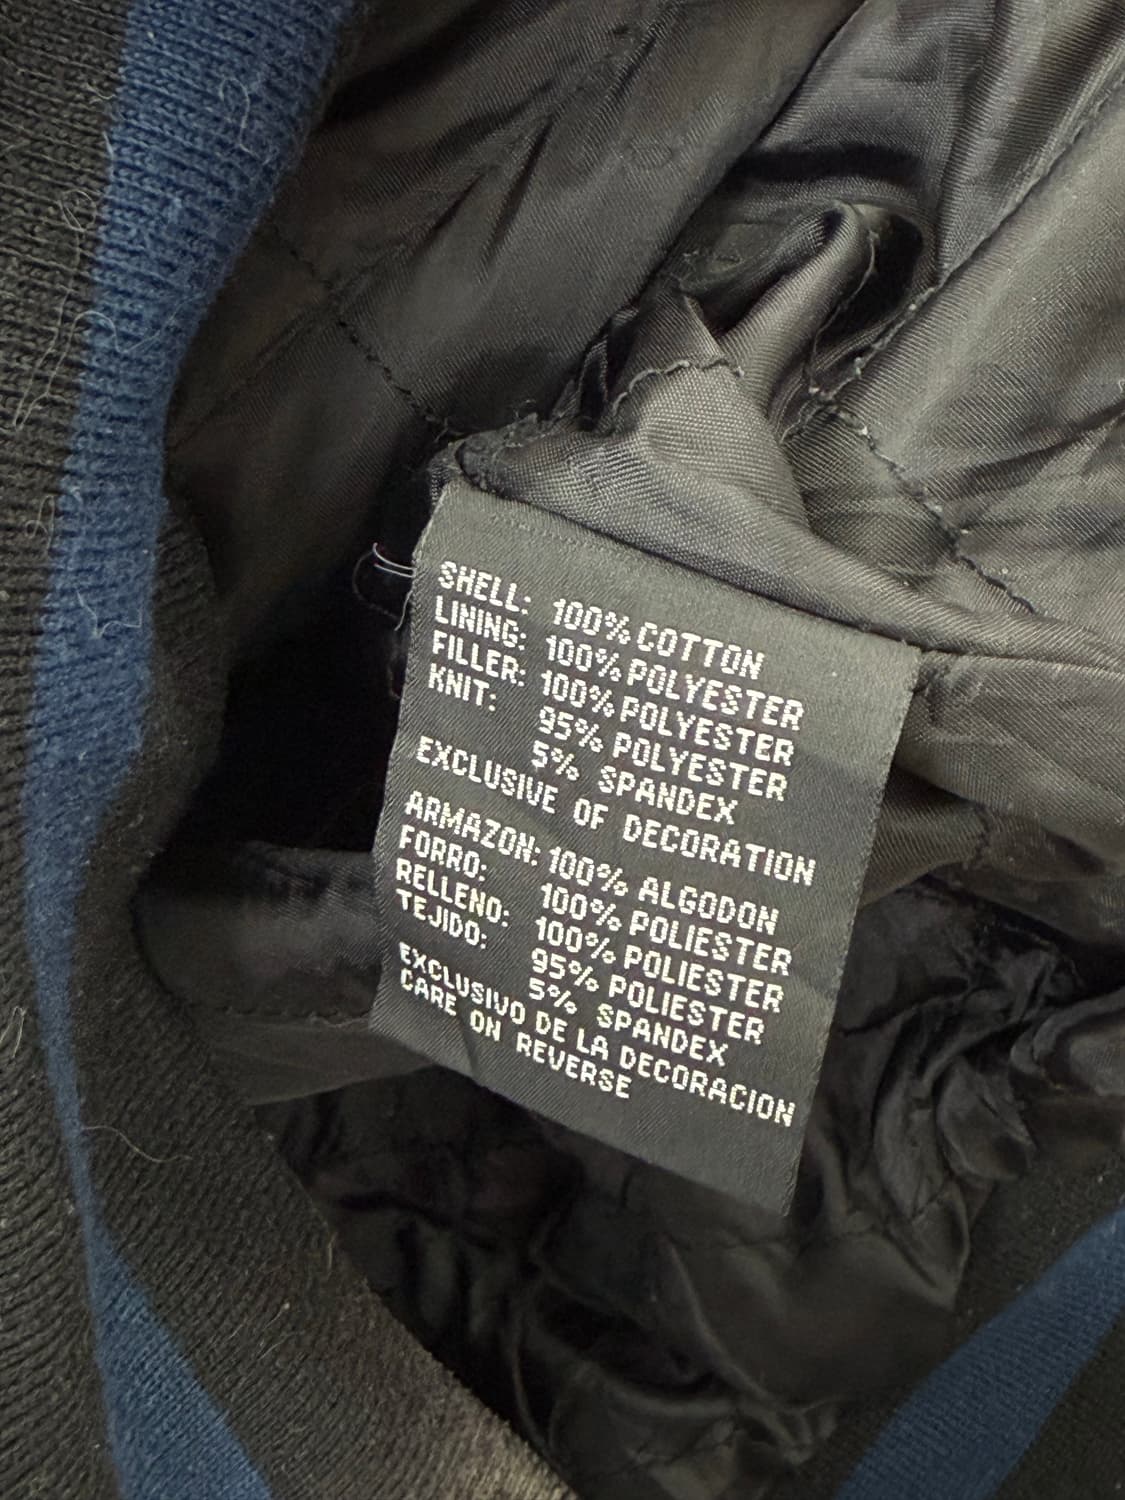 SHELL: 100% COTTON
LINING: 100% POLYESTER
FILLER: 100% POLYESTER
KNIT: 95% POLYESTER
5% SPANDEX
EXCLUSIVE OF DECORATION
ARMAZON: 100% ALGODON
FORRO: 100% POLIESTER
RELLENO: 100% POLIESTER
TEJIDO: 95% POLIESTER
5% SPANDEX
EXCLUSIVO DE LA DECORACION
CARE ON REVERSE